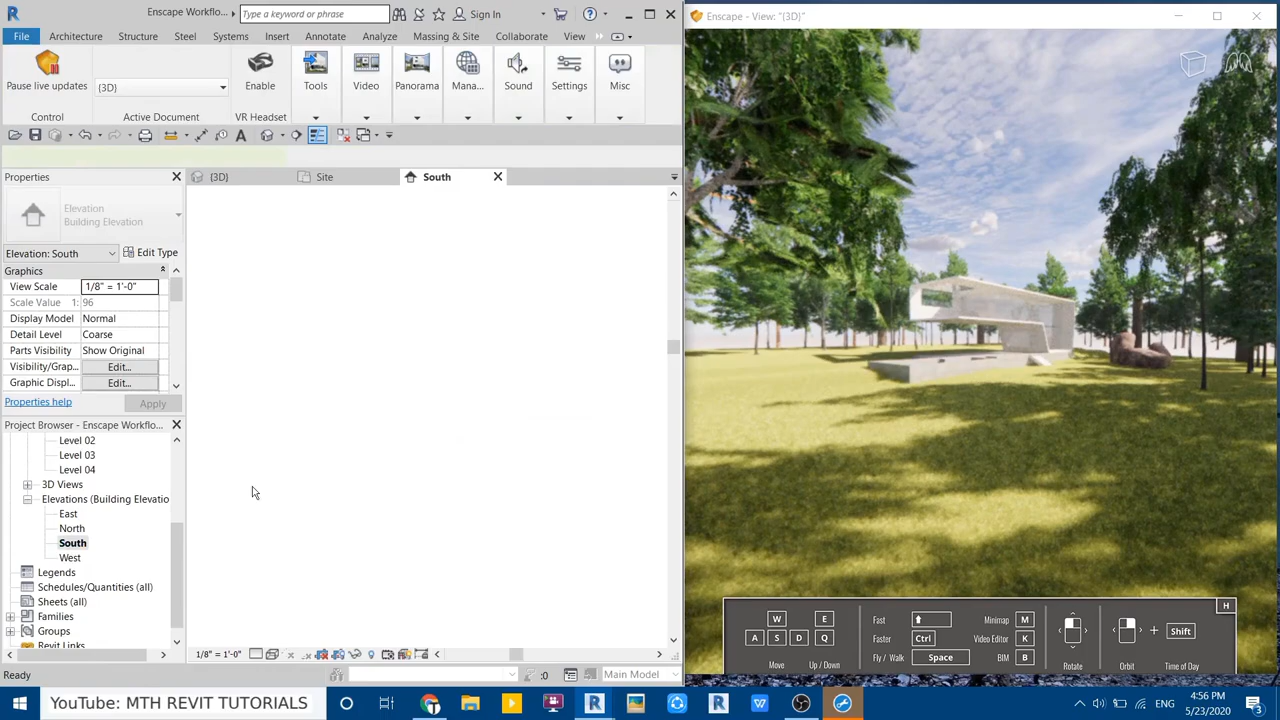 Enscape Workflo...
Type a keyword or phrase
Sign In
File Architecture Structure Steel Systems Insert Annotate Analyze Massing & Site Collaborate View
Pause live updates
{3D}
Enable
Tools
Video
Panorama
Mana...
Sound
Settings
Misc
Control
Active Document
VR Headset
Properties
{3D}
Site
South
Elevation
Building Elevation
Elevation: South
Edit Type
Graphics
View Scale 1/8" = 1'-0"
Scale Value 1: 96
Display Model Normal
Detail Level Coarse
Parts Visibility Show Original
Visibility/Grap... Edit...
Graphic Displ... Edit...
Properties help
Apply
Project Browser - Enscape Workflo...
Level 02
Level 03
Level 04
3D Views
Elevations (Building Elevatio
East
North
South
West
Legends
Schedules/Quantities (all)
Sheets (all)
Families
Groups
Revit Links
1/8" = 1'-0"
Ready
:0
Main Model
Enscape - View: "{3D}"
H
W E
Fast
Minimap M
A S D Q
Faster Ctrl
Video Editor K
Shift
Fly / Walk Space
BIM B
Move
Up / Down
Rotate
Orbit
Time of Day
YouTube: MTH REVIT TUTORIALS
ENG
4:56 PM
5/23/2020
3